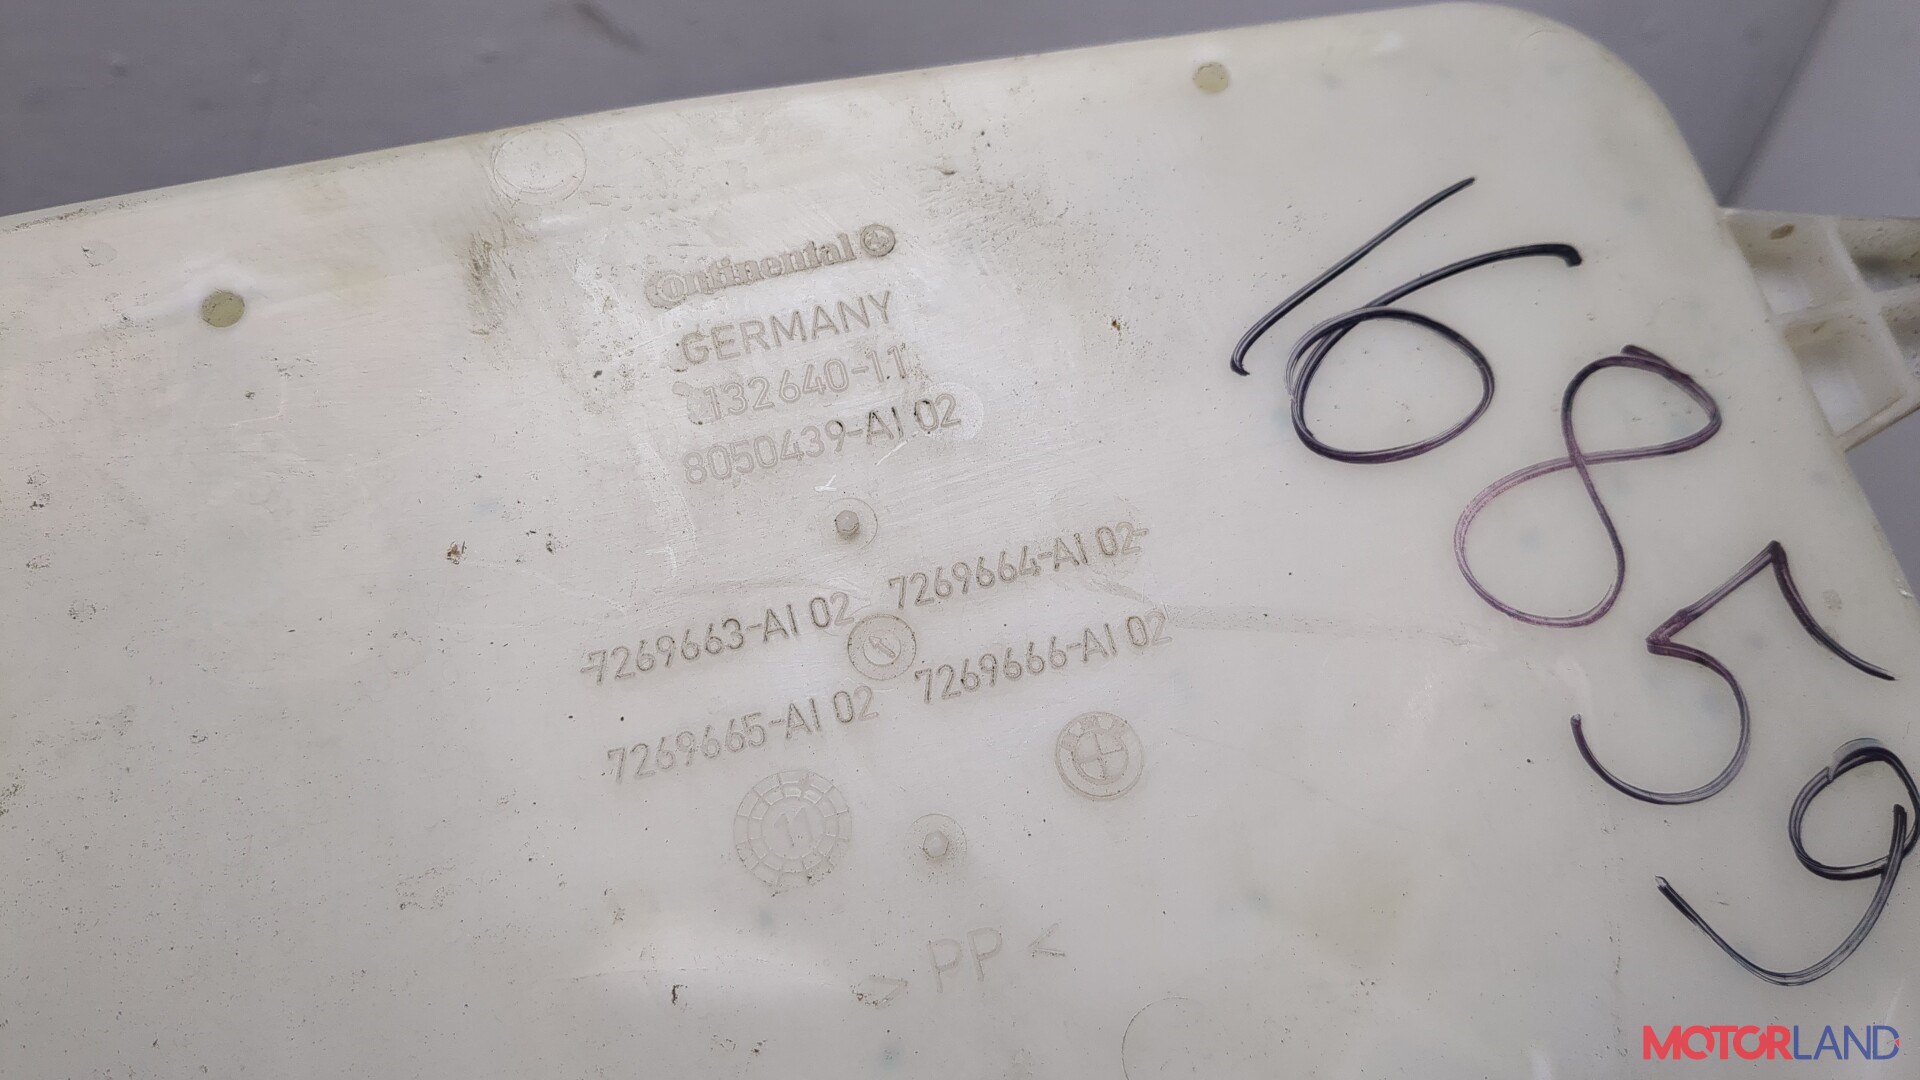 Continental
GERMANY
132640-11
8050439-AI 02
7269663-AI 02 7269664-AI 02
7269665-AI 02 7269666-AI 02
11
BMW
> PP <
16859
MOTORLAND